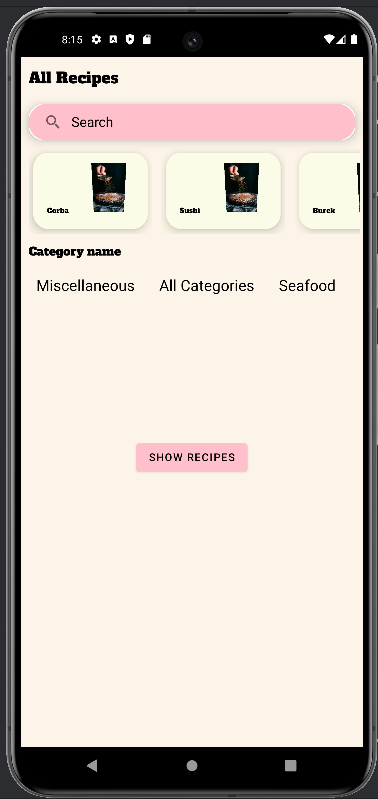 8:15
All Recipes
Search
Corba Sushi Burek
Category name
Miscellaneous All Categories Seafood
SHOW RECIPES